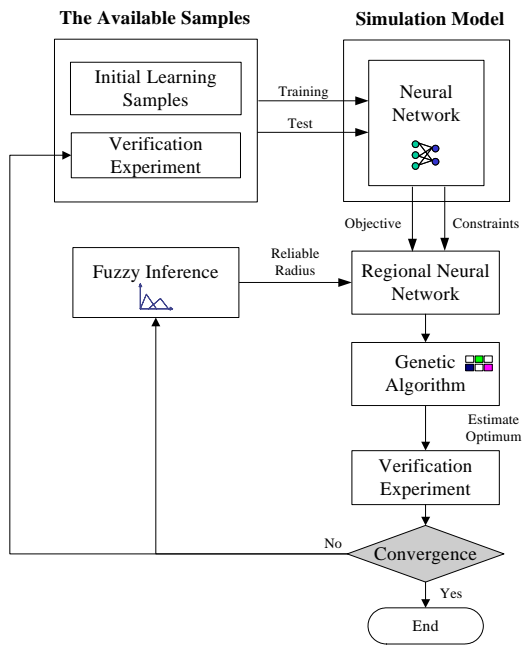 The Available Samples
Simulation Model
Initial Learning
Samples
Verification
Experiment
Training
Test
Neural
Network
Objective
Constraints
Fuzzy Inference
Reliable
Radius
Regional Neural
Network
Genetic
Algorithm
Estimate
Optimum
Verification
Experiment
No
Convergence
Yes
End